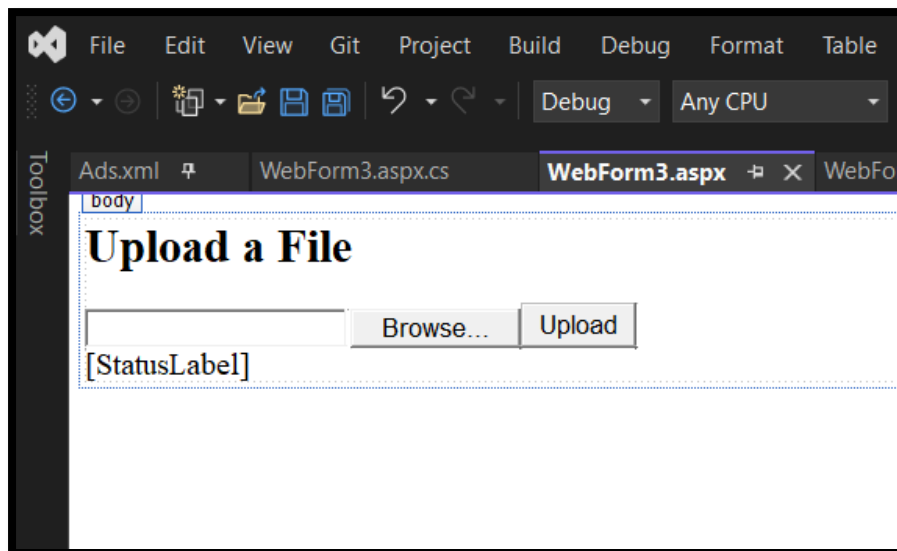 File Edit View Git Project Build Debug Format Table
Debug Any CPU
Toolbox
Ads.xml WebForm3.aspx.cs WebForm3.aspx WebFo
body
Upload a File
Browse... Upload
[StatusLabel]